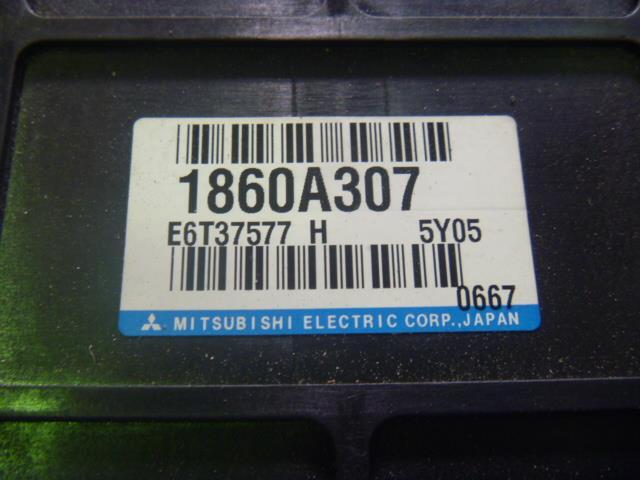 1860A307
E6T37577 H 5Y05
0667
MITSUBISHI ELECTRIC CORP.,JAPAN